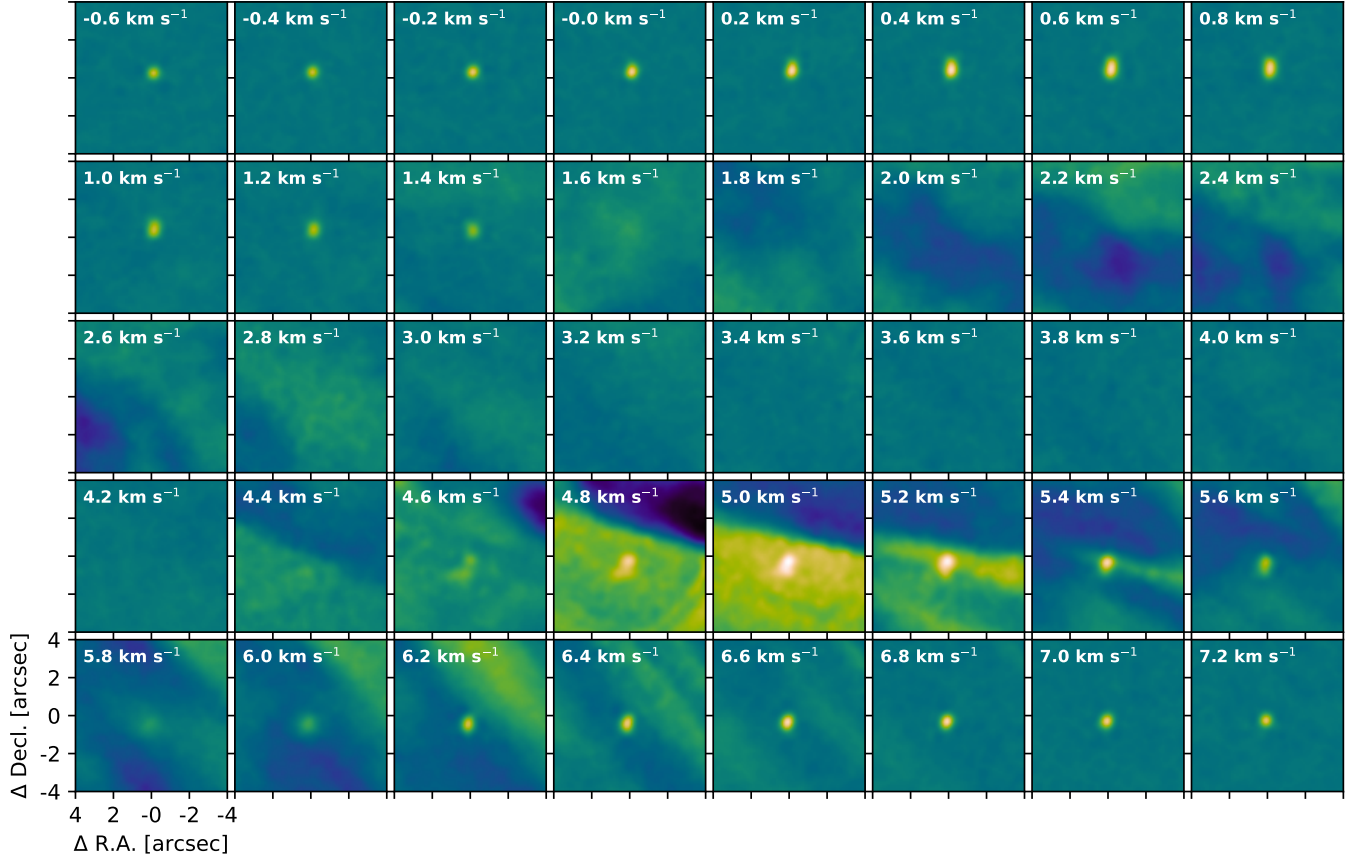 -0.6 km s⁻¹ -0.4 km s⁻¹ -0.2 km s⁻¹ -0.0 km s⁻¹ 0.2 km s⁻¹ 0.4 km s⁻¹ 0.6 km s⁻¹ 0.8 km s⁻¹
1.0 km s⁻¹ 1.2 km s⁻¹ 1.4 km s⁻¹ 1.6 km s⁻¹ 1.8 km s⁻¹ 2.0 km s⁻¹ 2.2 km s⁻¹ 2.4 km s⁻¹
2.6 km s⁻¹ 2.8 km s⁻¹ 3.0 km s⁻¹ 3.2 km s⁻¹ 3.4 km s⁻¹ 3.6 km s⁻¹ 3.8 km s⁻¹ 4.0 km s⁻¹
4.2 km s⁻¹ 4.4 km s⁻¹ 4.6 km s⁻¹ 4.8 km s⁻¹ 5.0 km s⁻¹ 5.2 km s⁻¹ 5.4 km s⁻¹ 5.6 km s⁻¹
5.8 km s⁻¹ 6.0 km s⁻¹ 6.2 km s⁻¹ 6.4 km s⁻¹ 6.6 km s⁻¹ 6.8 km s⁻¹ 7.0 km s⁻¹ 7.2 km s⁻¹
Δ Decl. [arcsec]
4
2
0
-2
-4
4 2 -0 -2 -4
Δ R.A. [arcsec]